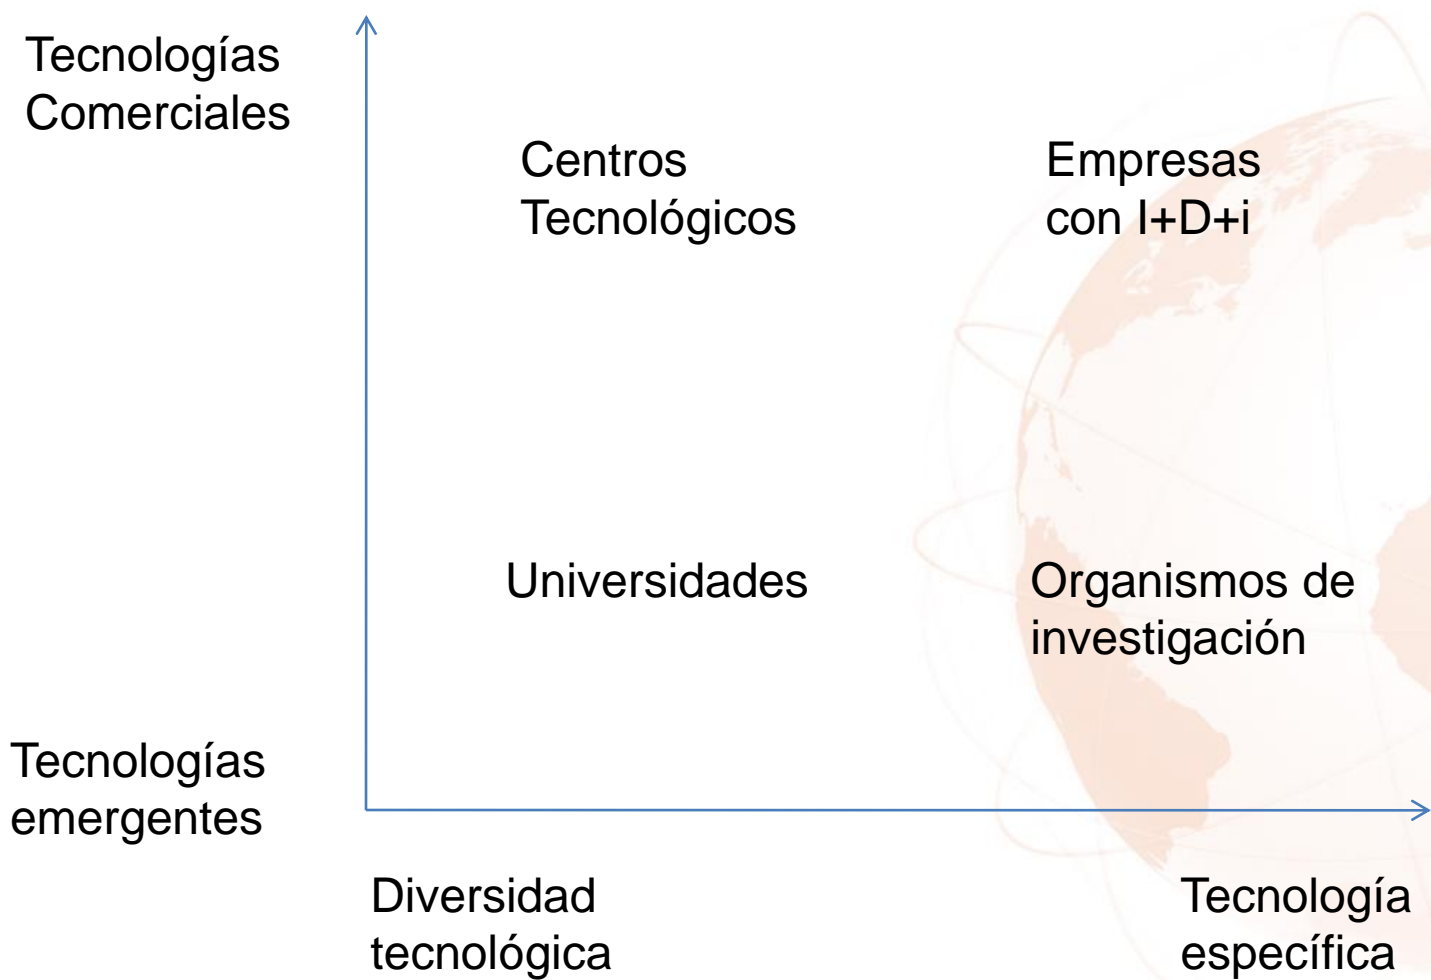 Tecnologías
Comerciales
Centros
Tecnológicos
Empresas
con I+D+i
Universidades
Organismos de
investigación
Tecnologías
emergentes
Diversidad
tecnológica
Tecnología
específica